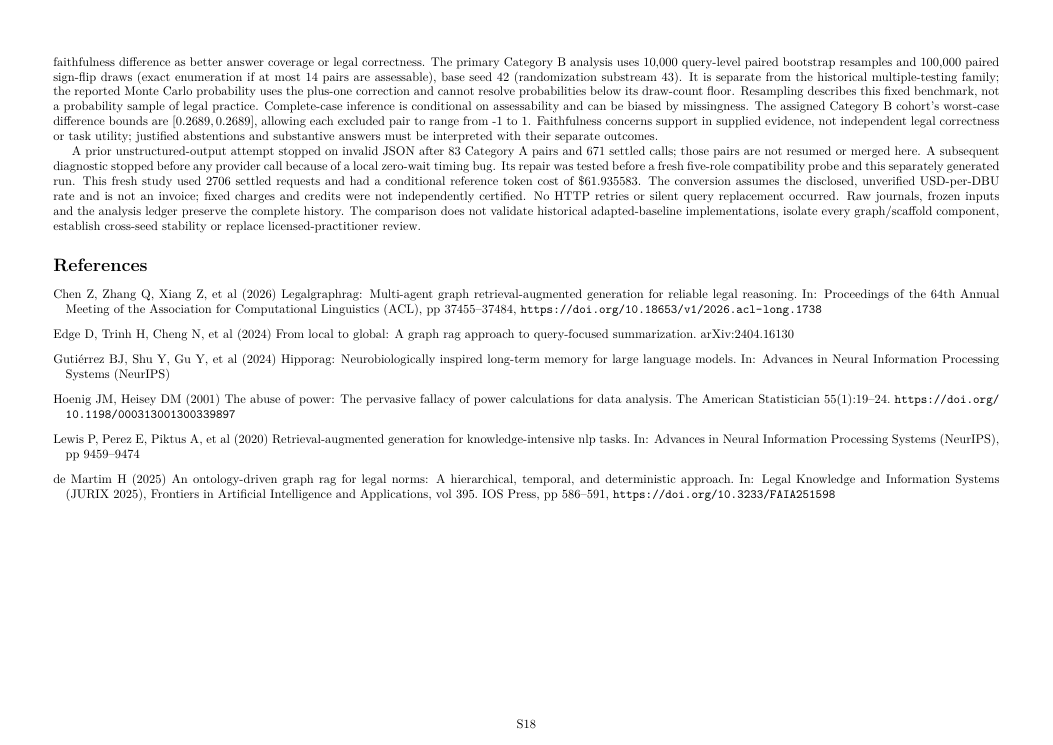 faithfulness difference as better answer coverage or legal correctness. The primary Category B analysis uses 10,000 query-level paired bootstrap resamples and 100,000 paired
sign-flip draws (exact enumeration if at most 14 pairs are assessable), base seed 42 (randomization substream 43). It is separate from the historical multiple-testing family;
the reported Monte Carlo probability uses the plus-one correction and cannot resolve probabilities below its draw-count floor. Resampling describes this fixed benchmark, not
a probability sample of legal practice. Complete-case inference is conditional on assessability and can be biased by missingness. The assigned Category B cohort's worst-case
difference bounds are [0.2689, 0.2689], allowing each excluded pair to range from -1 to 1. Faithfulness concerns support in supplied evidence, not independent legal correctness
or task utility; justified abstentions and substantive answers must be interpreted with their separate outcomes.
A prior unstructured-output attempt stopped on invalid JSON after 83 Category A pairs and 671 settled calls; those pairs are not resumed or merged here. A subsequent
diagnostic stopped before any provider call because of a local zero-wait timing bug. Its repair was tested before a fresh five-role compatibility probe and this separately generated
run. This fresh study used 2706 settled requests and had a conditional reference token cost of $61.935583. The conversion assumes the disclosed, unverified USD-per-DBU
rate and is not an invoice; fixed charges and credits were not independently certified. No HTTP retries or silent query replacement occurred. Raw journals, frozen inputs
and the analysis ledger preserve the complete history. The comparison does not validate historical adapted-baseline implementations, isolate every graph/scaffold component,
establish cross-seed stability or replace licensed-practitioner review.
References
Chen Z, Zhang Q, Xiang Z, et al (2026) Legalgraphrag: Multi-agent graph retrieval-augmented generation for reliable legal reasoning. In: Proceedings of the 64th Annual
Meeting of the Association for Computational Linguistics (ACL), pp 37455–37484, https://doi.org/10.18653/v1/2026.acl-long.1738
Edge D, Trinh H, Cheng N, et al (2024) From local to global: A graph rag approach to query-focused summarization. arXiv:2404.16130
Gutiérrez BJ, Shu Y, Gu Y, et al (2024) Hipporag: Neurobiologically inspired long-term memory for large language models. In: Advances in Neural Information Processing
Systems (NeurIPS)
Hoenig JM, Heisey DM (2001) The abuse of power: The pervasive fallacy of power calculations for data analysis. The American Statistician 55(1):19–24. https://doi.org/
10.1198/000313001300339897
Lewis P, Perez E, Piktus A, et al (2020) Retrieval-augmented generation for knowledge-intensive nlp tasks. In: Advances in Neural Information Processing Systems (NeurIPS),
pp 9459–9474
de Martim H (2025) An ontology-driven graph rag for legal norms: A hierarchical, temporal, and deterministic approach. In: Legal Knowledge and Information Systems
(JURIX 2025), Frontiers in Artificial Intelligence and Applications, vol 395. IOS Press, pp 586–591, https://doi.org/10.3233/FAIA251598
S18